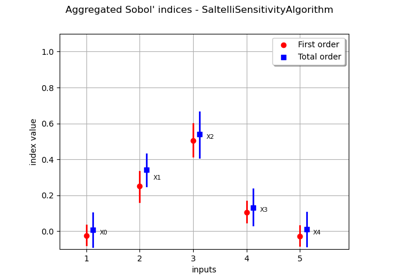 Aggregated Sobol' indices - SaltelliSensitivityAlgorithm
First order
Total order
1.0
0.8
0.6
0.4
0.2
0.0
index value
X0
X1
X2
X3
X4
1 2 3 4 5
inputs